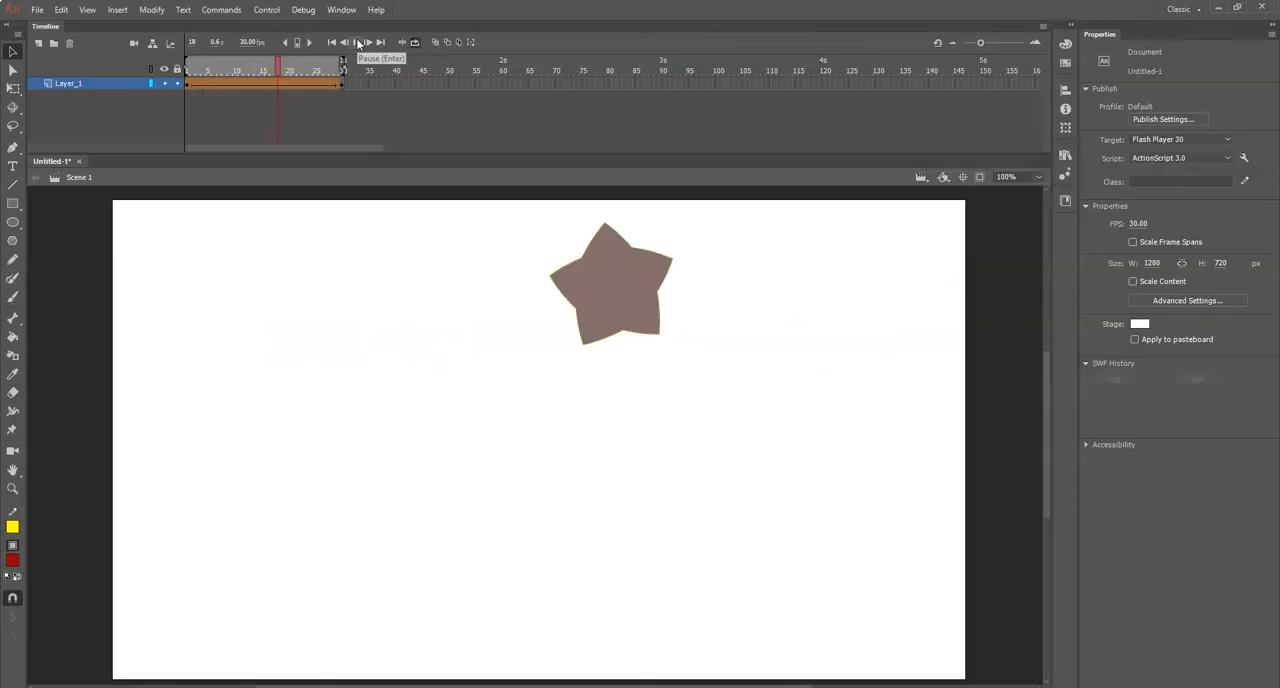 An File Edit View Insert Modify Text Commands Control Debug Window Help Classic
Timeline
18 0.6 s 30.00 fps
Pause (Enter)
1s 2s 3s 4s 5s
5 10 15 20 25 35 40 45 50 55 65 70 75 80 85 95 100 105 110 115 125 130 135 140 145 155 16
Layer_1
Untitled-1* ×
Scene 1 100%
Properties
Document
An
Untitled-1
Publish
Profile: Default
Publish Settings...
Target: Flash Player 30
Script: ActionScript 3.0
Class:
Properties
FPS: 30.00
Scale Frame Spans
Size: W: 1280 H: 720 px
Scale Content
Advanced Settings...
Stage:
Apply to pasteboard
SWF History
Accessibility